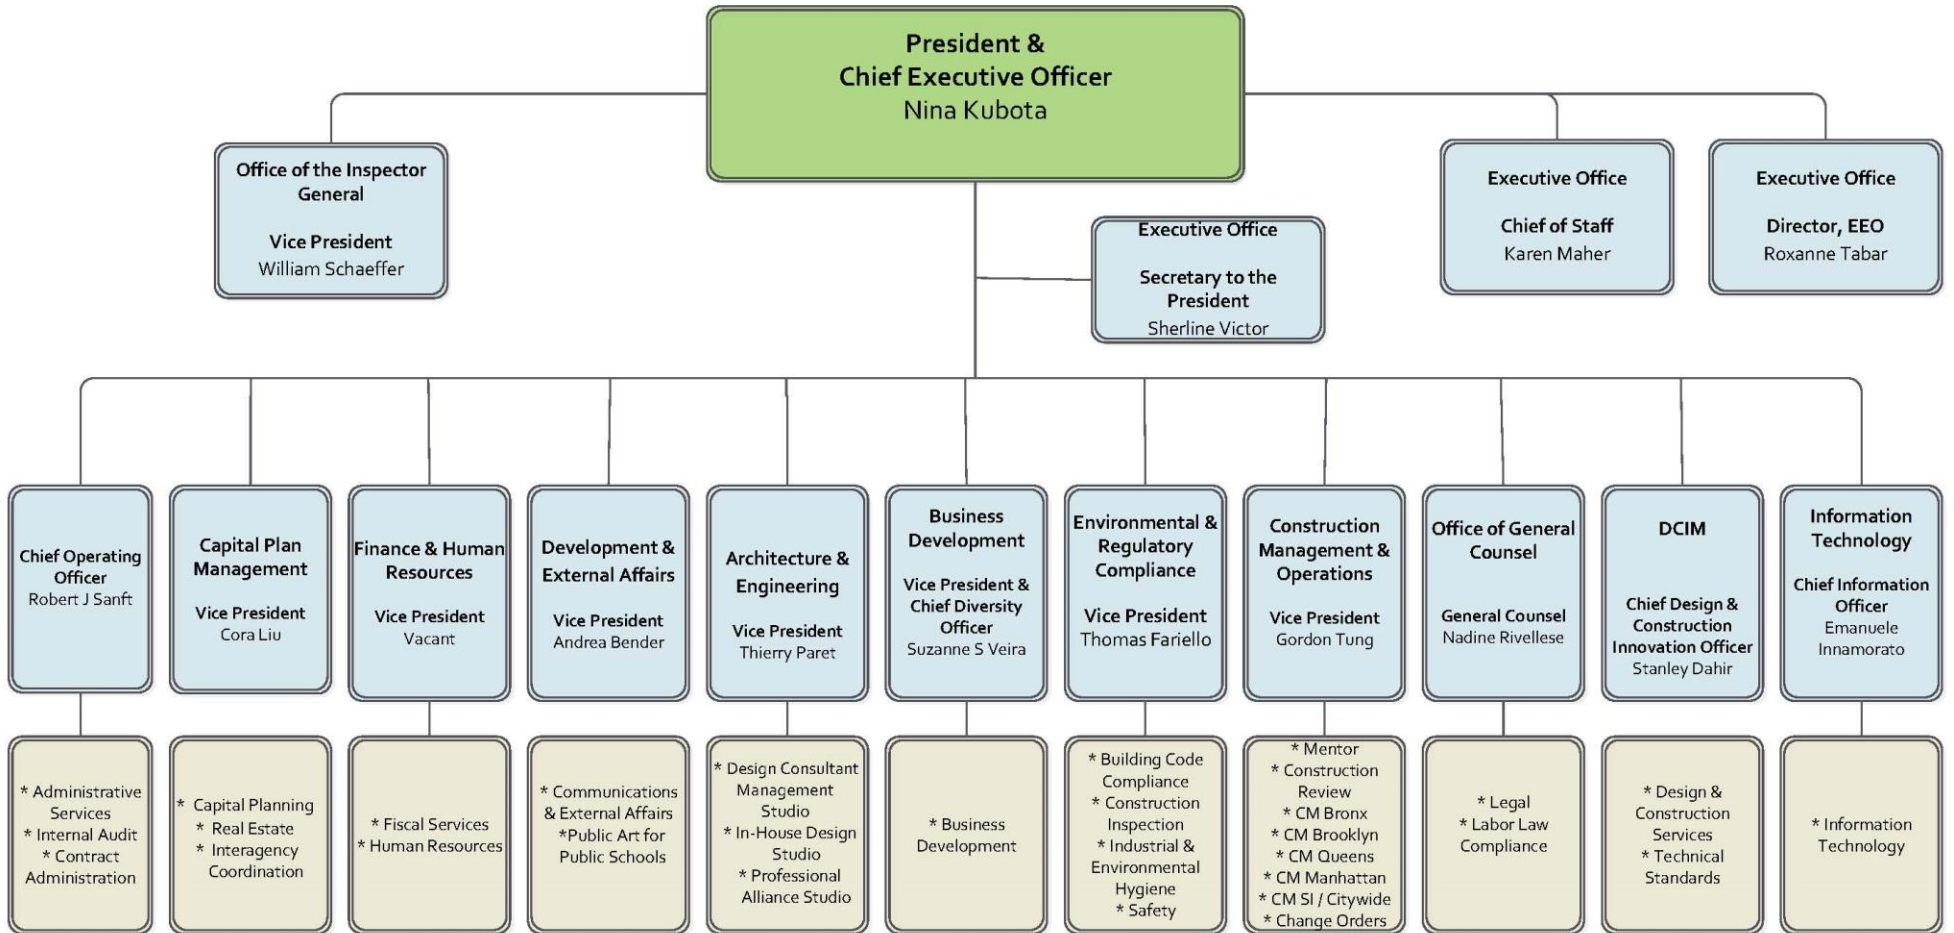 President &
Chief Executive Officer
Nina Kubota
Office of the Inspector
General
Vice President
William Schaeffer
Executive Office
Secretary to the
President
Sherline Victor
Executive Office
Chief of Staff
Karen Maher
Executive Office
Director, EEO
Roxanne Tabar
Chief Operating
Officer
Robert J Sanft
Capital Plan
Management
Vice President
Cora Liu
Finance & Human
Resources
Vice President
Vacant
Development &
External Affairs
Vice President
Andrea Bender
Architecture &
Engineering
Vice President
Thierry Paret
Business
Development
Vice President &
Chief Diversity
Officer
Suzanne S Veira
Environmental &
Regulatory
Compliance
Vice President
Thomas Fariello
Construction
Management &
Operations
Vice President
Gordon Tung
Office of General
Counsel
General Counsel
Nadine Rivellese
DCIM
Chief Design &
Construction
Innovation Officer
Stanley Dahir
Information
Technology
Chief Information
Officer
Emanuele
Innamorato
* Administrative
Services
* Internal Audit
* Contract
Administration
* Capital Planning
* Real Estate
* Interagency
Coordination
* Fiscal Services
* Human Resources
* Communications
& External Affairs
*Public Art for
Public Schools
* Design Consultant
Management
Studio
* In-House Design
Studio
* Professional
Alliance Studio
* Business
Development
* Building Code
Compliance
* Construction
Inspection
* Industrial &
Environmental
Hygiene
* Safety
* Mentor
* Construction
Review
* CM Bronx
* CM Brooklyn
* CM Queens
* CM Manhattan
* CM SI / Citywide
* Change Orders
* Legal
* Labor Law
Compliance
* Design &
Construction
Services
* Technical
Standards
* Information
Technology